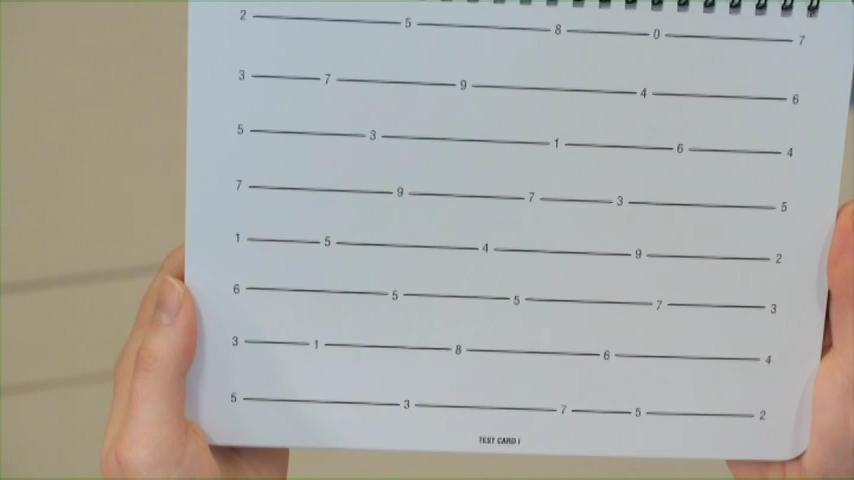 2 5 8 0 7
3 7 9 4 6
5 3 1 6 4
7 9 7 3 5
1 5 4 9 2
6 5 5 7 3
3 1 8 6 4
5 3 7 5 2
TEST CARD I